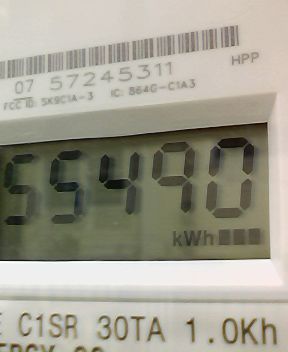 07 57245311
HPP
FCC ID: SK9C1A-3 IC: 864G-C1A3
55490
kWh
C1SR 30TA 1.0Kh